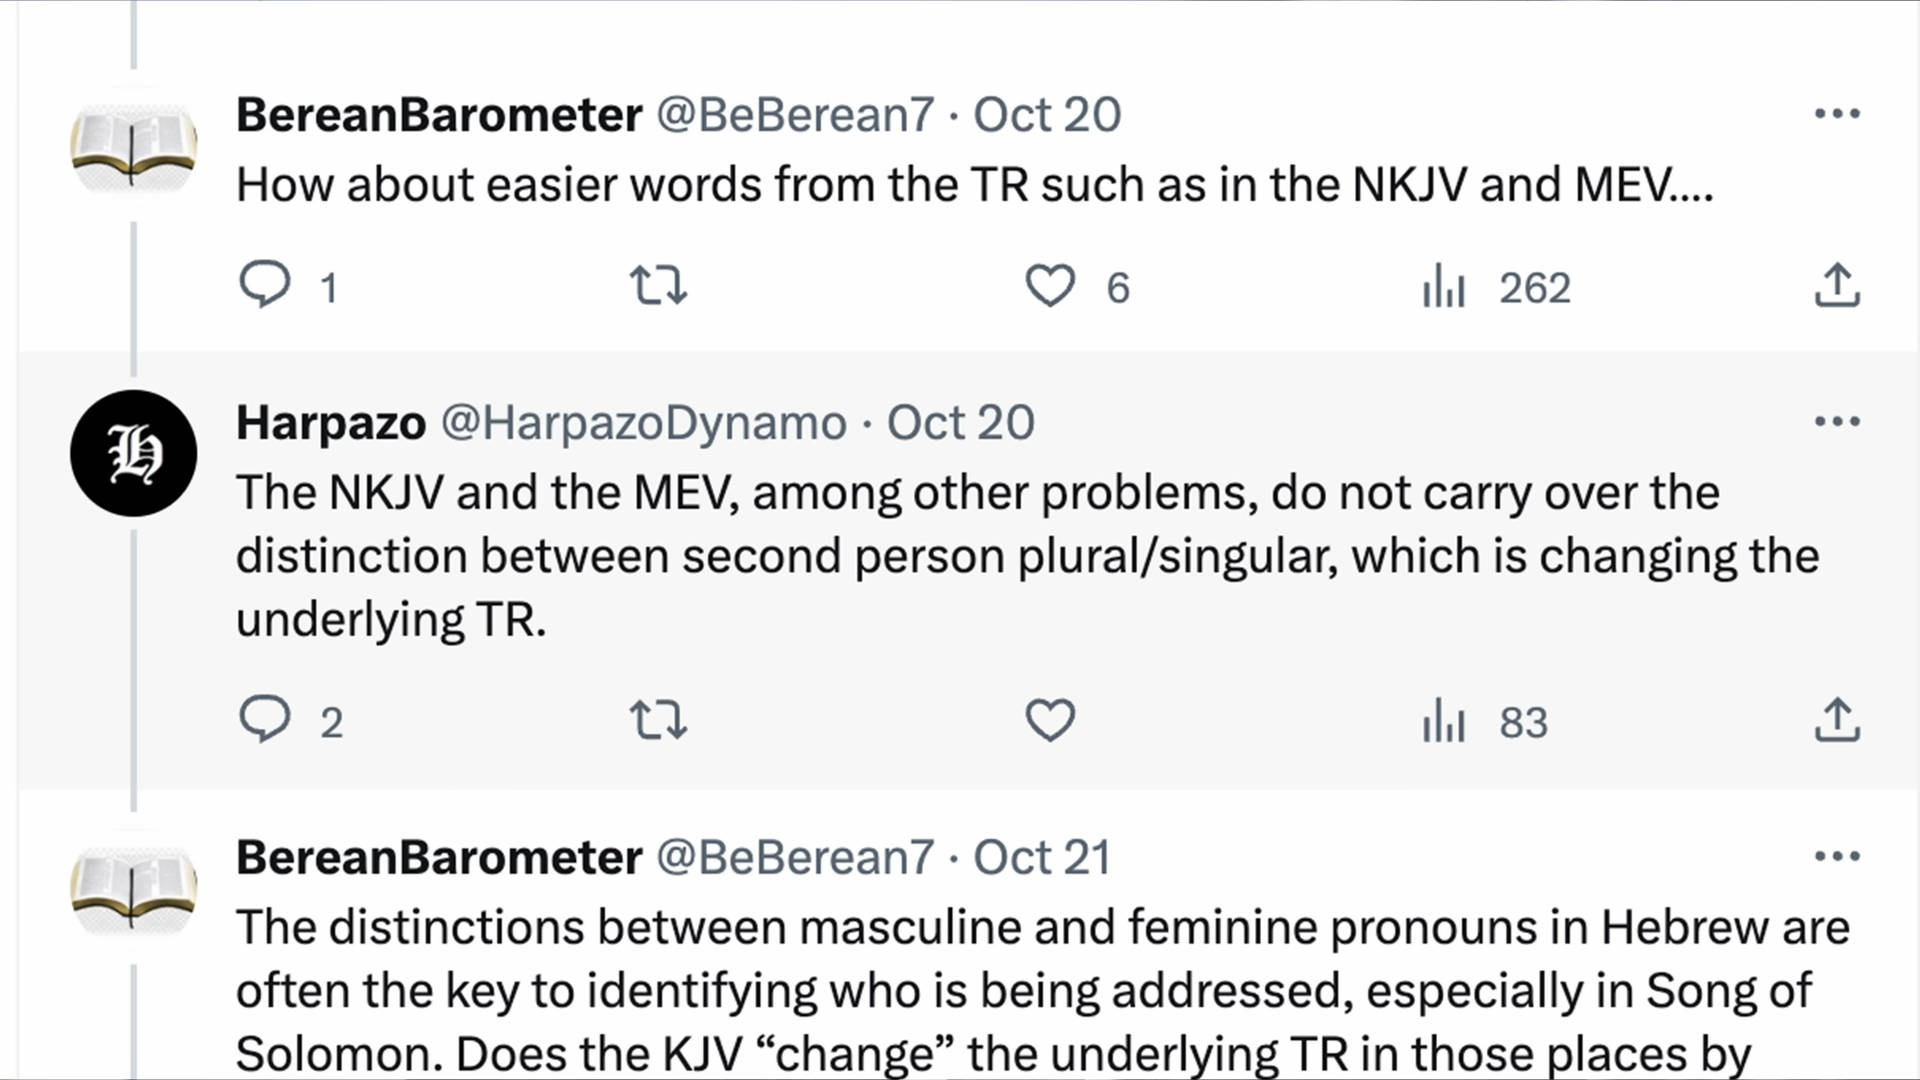 BereanBarometer @BeBerean7 · Oct 20
How about easier words from the TR such as in the NKJV and MEV....
1 6 262
Harpazo @HarpazoDynamo · Oct 20
The NKJV and the MEV, among other problems, do not carry over the
distinction between second person plural/singular, which is changing the
underlying TR.
2 83
BereanBarometer @BeBerean7 · Oct 21
The distinctions between masculine and feminine pronouns in Hebrew are
often the key to identifying who is being addressed, especially in Song of
Solomon. Does the KJV “change” the underlying TR in those places by